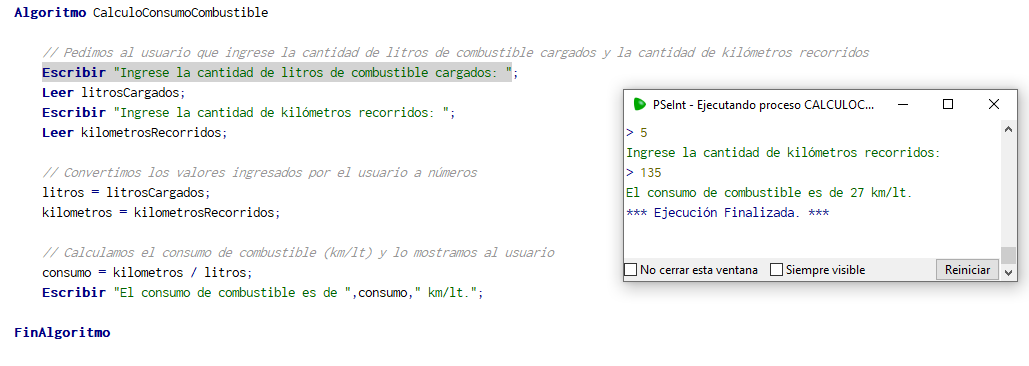 Algoritmo CalculoConsumoCombustible
// Pedimos al usuario que ingrese la cantidad de litros de combustible cargados y la cantidad de kilómetros recorridos
Escribir "Ingrese la cantidad de litros de combustible cargados: ";
Leer litrosCargados;
Escribir "Ingrese la cantidad de kilómetros recorridos: ";
Leer kilometrosRecorridos;
// Convertimos los valores ingresados por el usuario a números
litros = litrosCargados;
kilometros = kilometrosRecorridos;
// Calculamos el consumo de combustible (km/lt) y lo mostramos al usuario
consumo = kilometros / litros;
Escribir "El consumo de combustible es de ",consumo," km/lt.";
FinAlgoritmo
PSeInt - Ejecutando proceso CALCULOC...
> 5
Ingrese la cantidad de kilómetros recorridos:
> 135
El consumo de combustible es de 27 km/lt.
*** Ejecución Finalizada. ***
No cerrar esta ventana Siempre visible Reiniciar